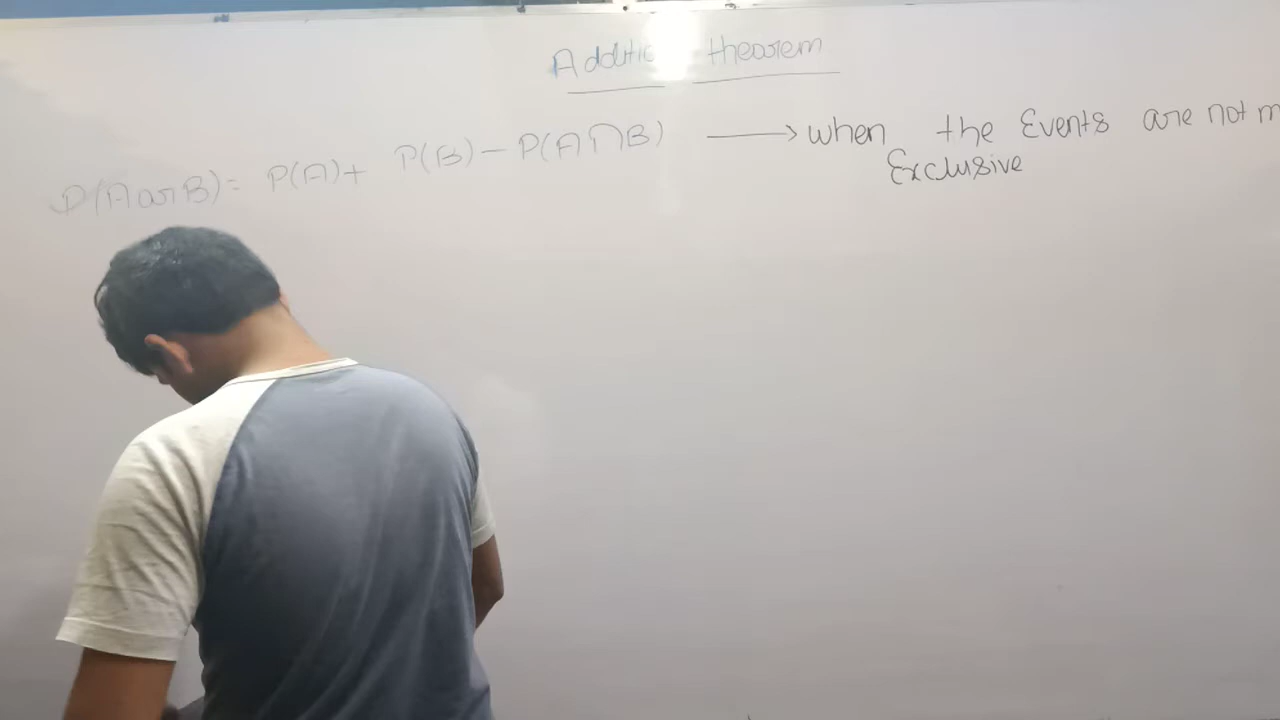 Additio theorem
P(A or B) = P(A) + P(B) - P(A∩B) → when the Events are not m
Exclusive